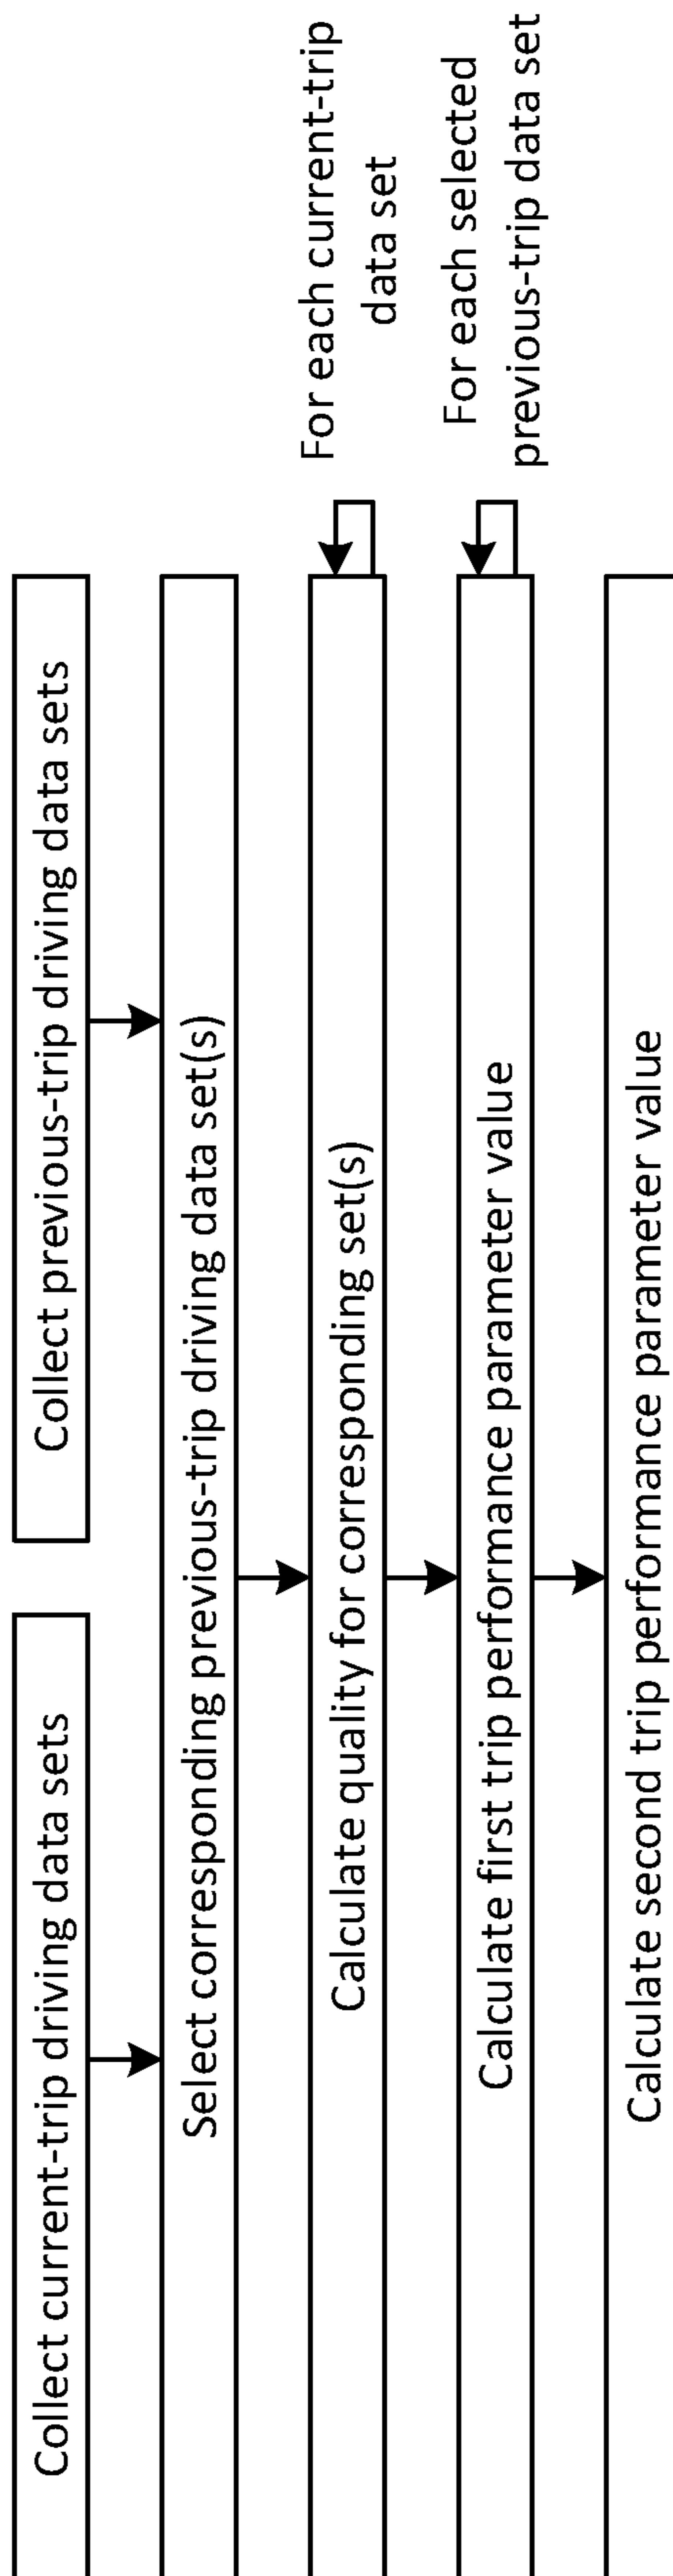 Collect current-trip driving data sets
Collect previous-trip driving data sets
Select corresponding previous-trip driving data set(s)
Calculate quality for corresponding set(s)
For each current-trip
data set
Calculate first trip performance parameter value
For each selected
previous-trip data set
Calculate second trip performance parameter value